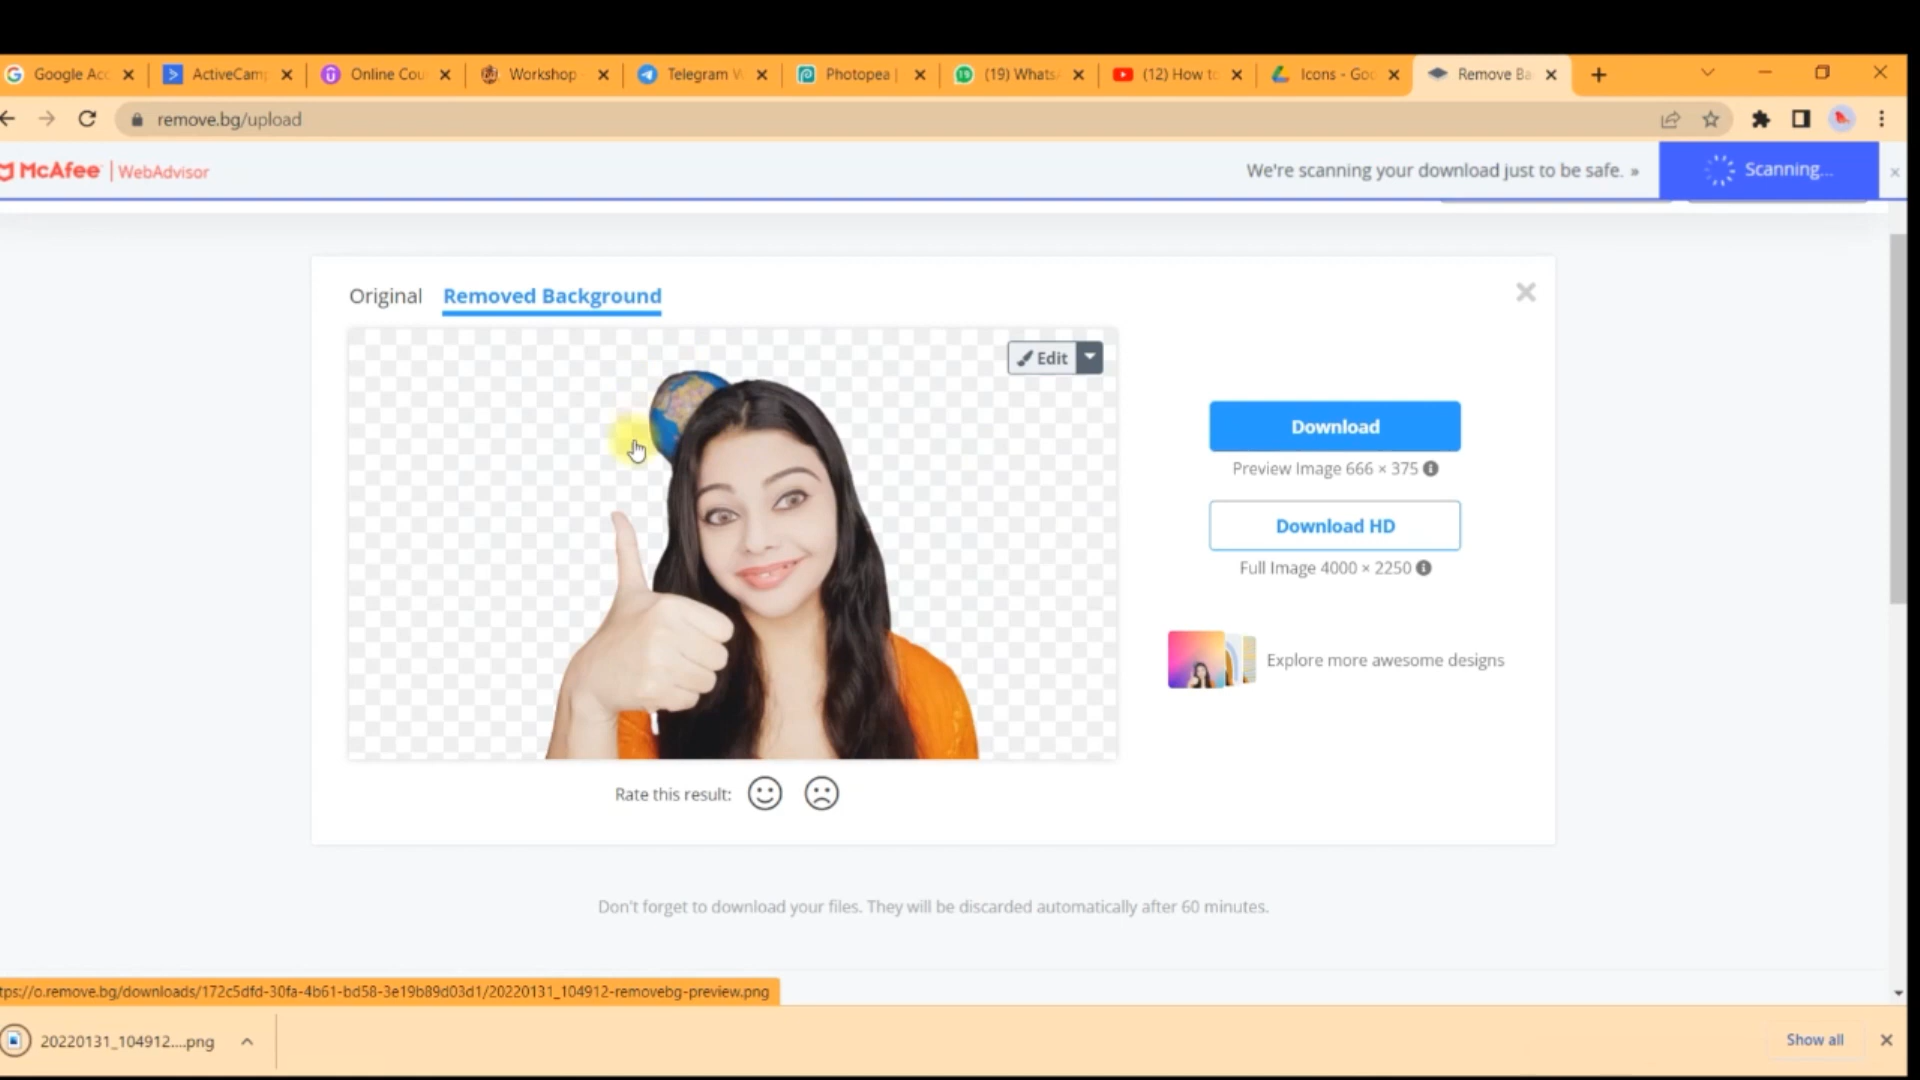 Google Acc
ActiveCamp
Online Cou
Workshop
Telegram W
Photopea |
(19) Whats
(12) How to
Icons - Goo
Remove Ba
remove.bg/upload
McAfee | WebAdvisor
We're scanning your download just to be safe. »
Scanning...
Original
Removed Background
Edit
Download
Preview Image 666 × 375
Download HD
Full Image 4000 × 2250
Explore more awesome designs
Rate this result:
Don't forget to download your files. They will be discarded automatically after 60 minutes.
tps://o.remove.bg/downloads/172c5dfd-30fa-4b61-bd58-3e19b89d03d1/20220131_104912-removebg-preview.png
20220131_104912....png
Show all